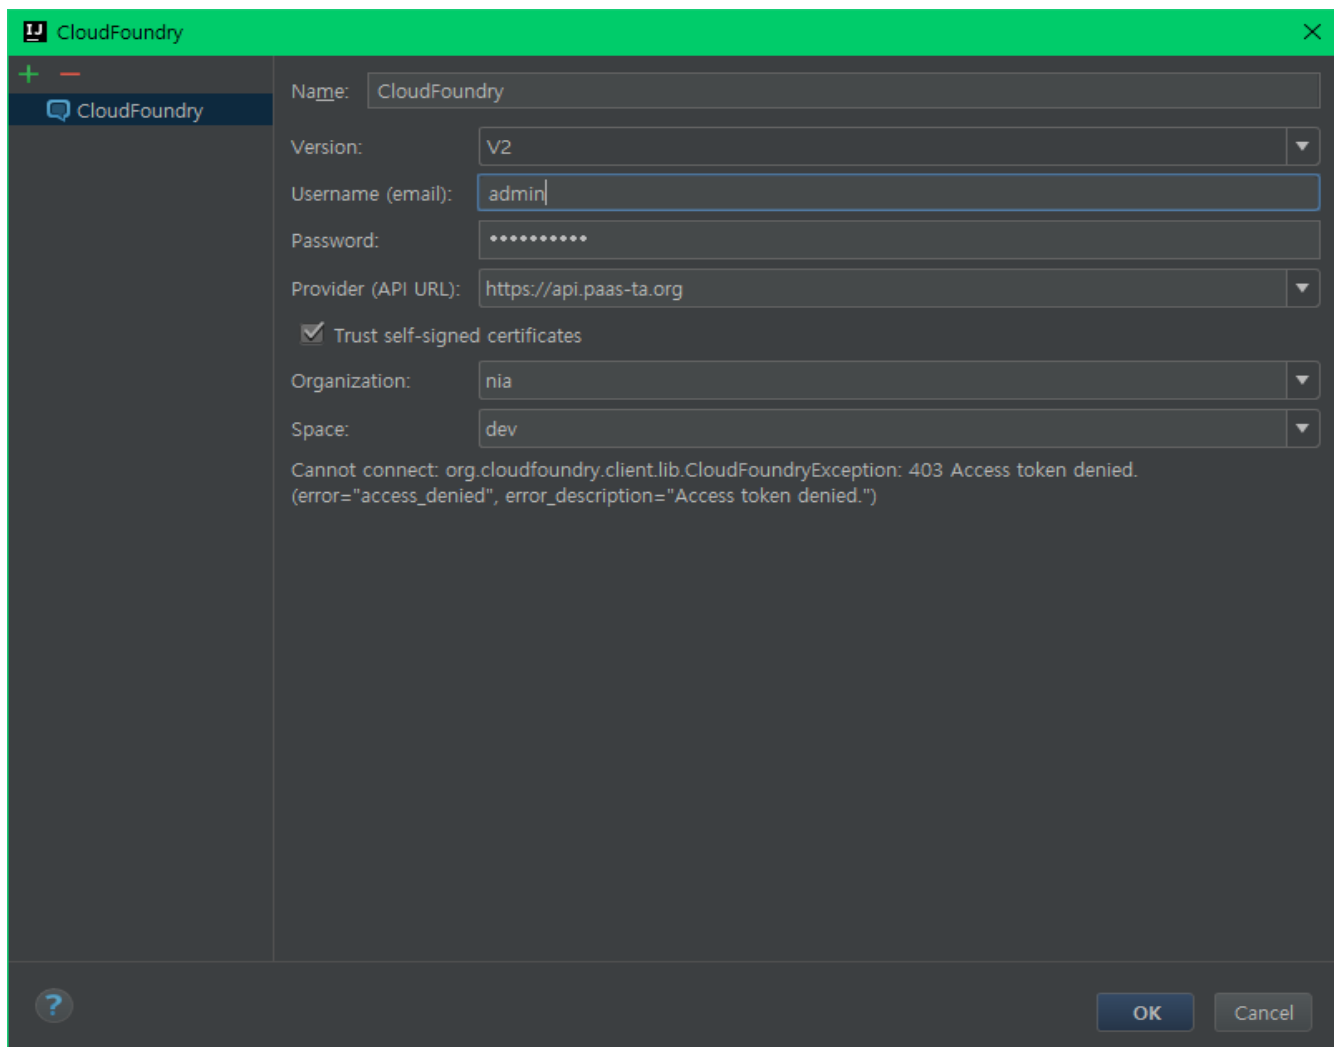 IJ CloudFoundry
CloudFoundry
Name: CloudFoundry
Version: V2
Username (email): admin
Password: ••••••••••
Provider (API URL): https://api.paas-ta.org
Trust self-signed certificates
Organization: nia
Space: dev
Cannot connect: org.cloudfoundry.client.lib.CloudFoundryException: 403 Access token denied.
(error="access_denied", error_description="Access token denied.")
?
OK Cancel